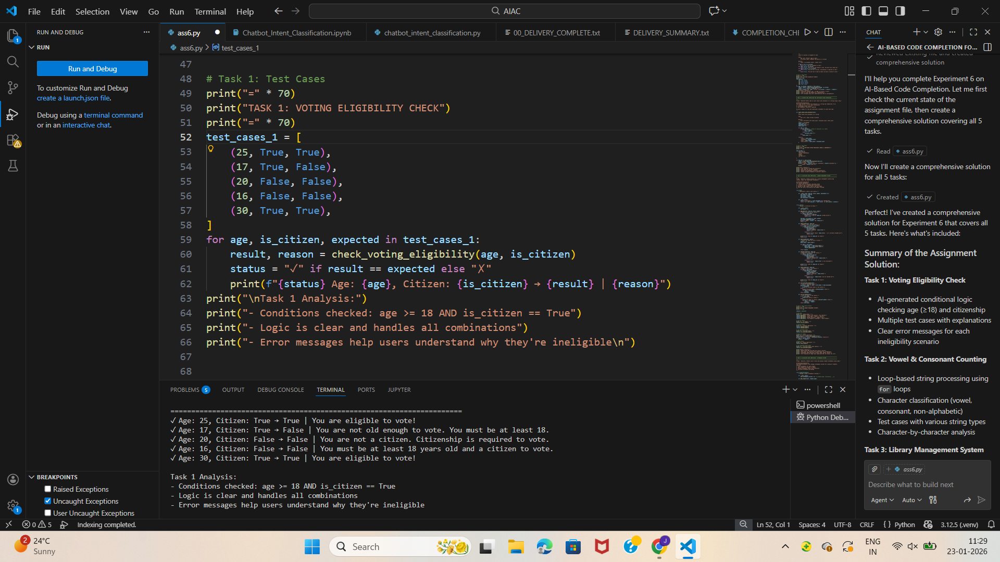 File Edit Selection View Go Run Terminal Help
AIAC
RUN AND DEBUG
RUN
Run and Debug
To customize Run and Debug
create a launch.json file.
Debug using a terminal command
or in an interactive chat.
BREAKPOINTS
Raised Exceptions
Uncaught Exceptions
User Uncaught Exceptions
ass6.py
Chatbot_Intent_Classification.ipynb
chatbot_intent_classification.py
00_DELIVERY_COMPLETE.txt
DELIVERY_SUMMARY.txt
COMPLETION_CHE
ass6.py > test_cases_1
47
48 # Task 1: Test Cases
49 print("=" * 70)
50 print("TASK 1: VOTING ELIGIBILITY CHECK")
51 print("=" * 70)
52 test_cases_1 = [
53 (25, True, True),
54 (17, True, False),
55 (20, False, False),
56 (16, False, False),
57 (30, True, True),
58 ]
59 for age, is_citizen, expected in test_cases_1:
60 result, reason = check_voting_eligibility(age, is_citizen)
61 status = "✓" if result == expected else "✗"
62 print(f"{status} Age: {age}, Citizen: {is_citizen} → {result} | {reason}")
63 print("\nTask 1 Analysis:")
64 print("- Conditions checked: age >= 18 AND is_citizen == True")
65 print("- Logic is clear and handles all combinations")
66 print("- Error messages help users understand why they're ineligible\n")
67
68
PROBLEMS 5 OUTPUT DEBUG CONSOLE TERMINAL PORTS JUPYTER
======================================================================
✓ Age: 25, Citizen: True → True | You are eligible to vote!
✓ Age: 17, Citizen: True → False | You are not old enough to vote. You must be at least 18.
✓ Age: 20, Citizen: False → False | You are not a citizen. Citizenship is required to vote.
✓ Age: 16, Citizen: False → False | You must be at least 18 years old and a citizen to vote.
✓ Age: 30, Citizen: True → True | You are eligible to vote!
Task 1 Analysis:
- Conditions checked: age >= 18 AND is_citizen == True
- Logic is clear and handles all combinations
- Error messages help users understand why they're ineligible
powershell
Python Deb...
CHAT
AI-BASED CODE COMPLETION FO...
Reviewed existing file and created
comprehensive solution
I'll help you complete Experiment 6 on
AI-Based Code Completion. Let me first
check the current state of the
assignment file, then create a
comprehensive solution covering all 5
tasks.
Read ass6.py
Now I'll create a comprehensive solution
for all 5 tasks:
Created ass6.py
Perfect! I've created a comprehensive
solution for Experiment 6 that covers all
5 tasks. Here's what's included:
Summary of the Assignment
Solution:
Task 1: Voting Eligibility Check
• AI-generated conditional logic
checking age (≥18) and citizenship
• Multiple test cases with explanations
• Clear error messages for each
ineligibility scenario
Task 2: Vowel & Consonant Counting
• Loop-based string processing using
for loops
• Character classification (vowel,
consonant, non-alphabetic)
• Test cases with various string types
• Character-by-character analysis
Task 3: Library Management System
+ ass6.py
Describe what to build next
Agent Auto
0 5 Indexing completed.
Ln 52, Col 1 Spaces: 4 UTF-8 CRLF { } Python 3.12.5 (.venv)
2 24°C
Sunny
Search
ENG
IN
11:29
23-01-2026